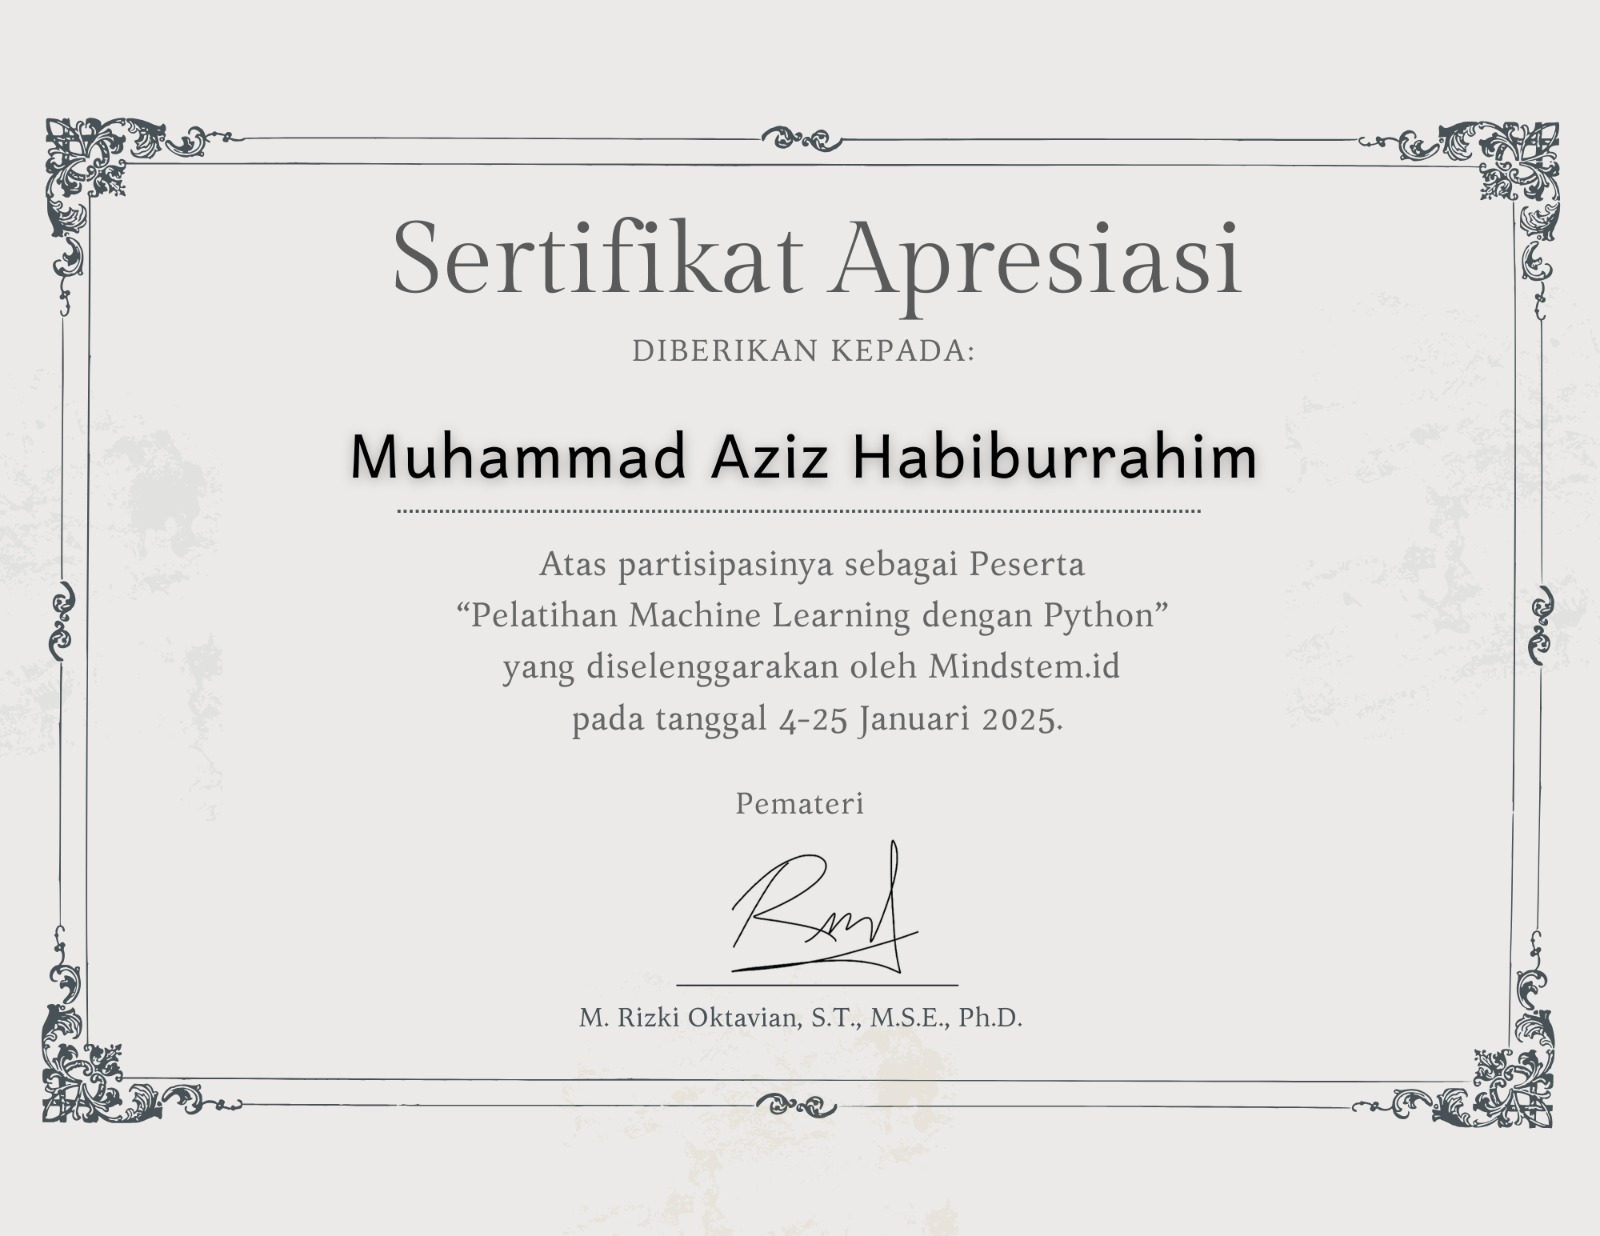 Sertifikat Apresiasi
DIBERIKAN KEPADA:
Muhammad Aziz Habiburrahim
Atas partisipasinya sebagai Peserta
“Pelatihan Machine Learning dengan Python”
yang diselenggarakan oleh Mindstem.id
pada tanggal 4-25 Januari 2025.
Pemateri
M. Rizki Oktavian, S.T., M.S.E., Ph.D.